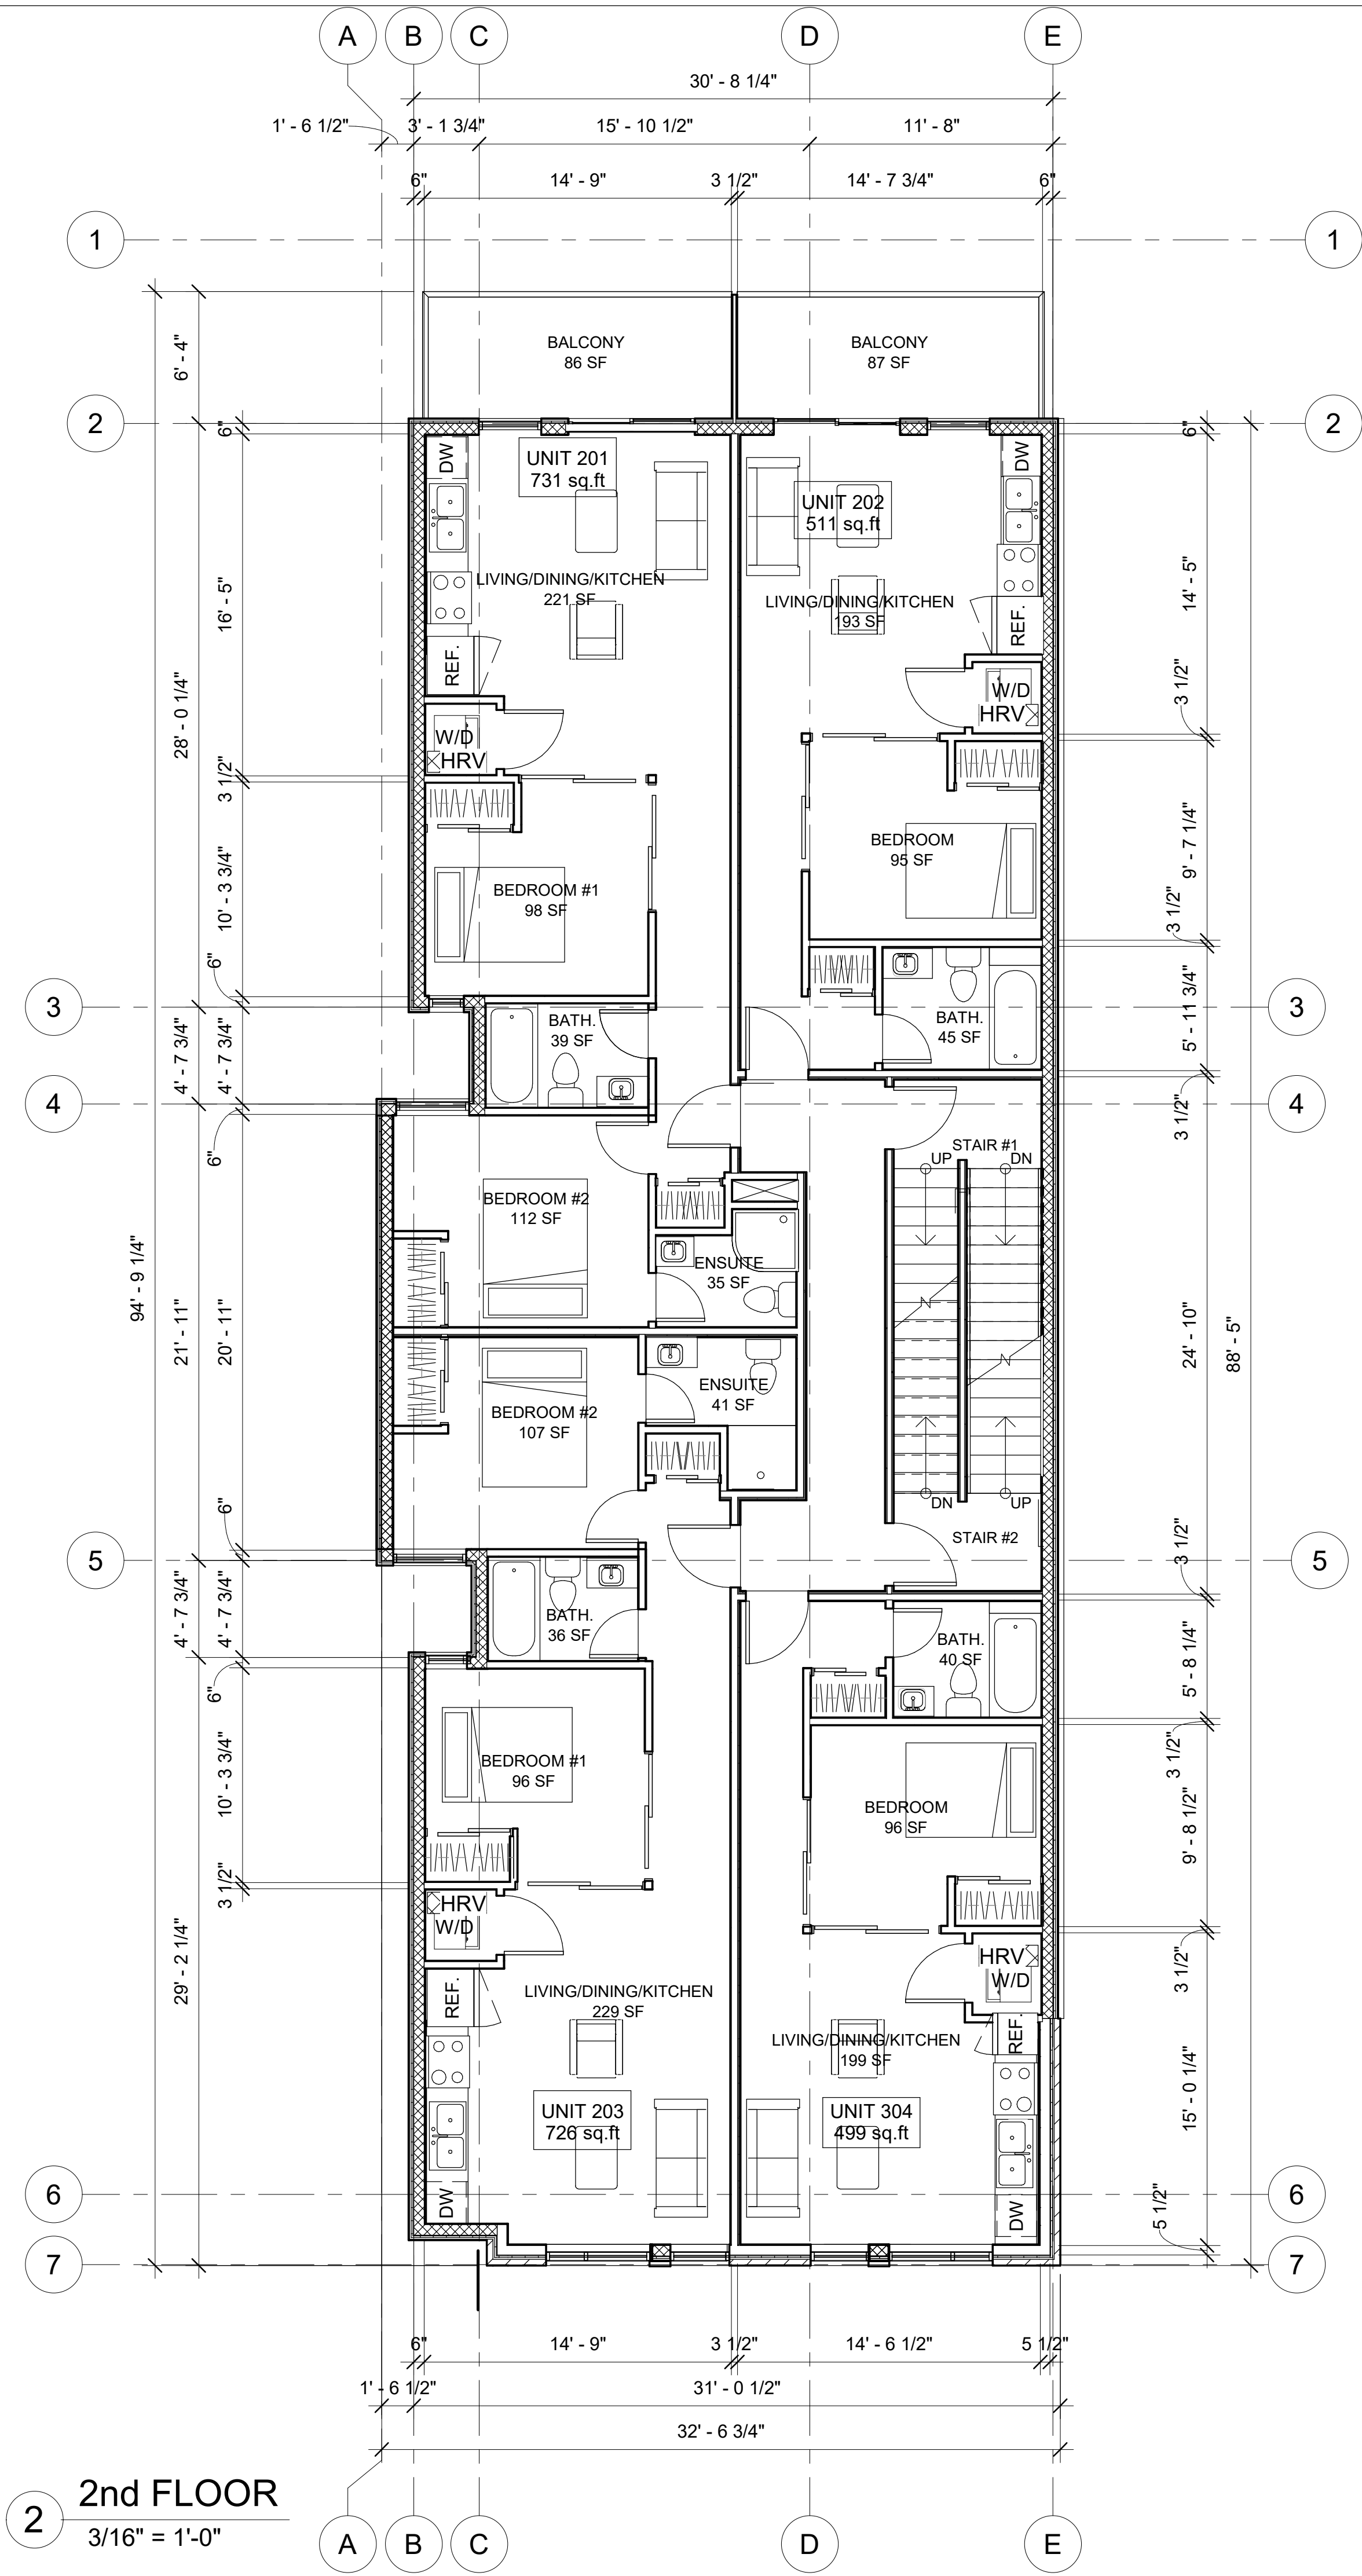 A B C D E
30' - 8 1/4"
1' - 6 1/2" 3' - 1 3/4" 15' - 10 1/2" 11' - 8"
6" 14' - 9" 3 1/2" 14' - 7 3/4" 6"
1 1
6' - 4"
BALCONY
86 SF
BALCONY
87 SF
2 2
6" 6"
DW
UNIT 201
731 sq.ft
UNIT 202
511 sq.ft
DW
16' - 5"
LIVING/DINING/KITCHEN
221 SF
LIVING/DINING/KITCHEN
193 SF
14' - 5"
REF.
REF.
28' - 0 1/4"
W/D
HRV
W/D
HRV
3 1/2"
3 1/2"
BEDROOM #1
98 SF
BEDROOM
95 SF
9' - 7 1/4"
10' - 3 3/4"
3 1/2"
6"
3 3
BATH.
39 SF
BATH.
45 SF
5' - 11 3/4"
4' - 7 3/4" 4' - 7 3/4"
4 4
6"
3 1/2"
STAIR #1
UP DN
BEDROOM #2
112 SF
ENSUITE
35 SF
94' - 9 1/4"
21' - 11" 20' - 11"
N
N
24' - 10"
88' - 5"
BEDROOM #2
107 SF
ENSUITE
41 SF
DN UP
STAIR #2
6"
3 1/2"
5 5
4' - 7 3/4" 4' - 7 3/4"
BATH.
36 SF
BATH.
40 SF
5' - 8 1/4"
6"
3 1/2"
BEDROOM #1
96 SF
BEDROOM
96 SF
10' - 3 3/4"
9' - 8 1/2"
3 1/2"
HRV
W/D
HRV
W/D
3 1/2"
29' - 2 1/4"
REF.
REF.
LIVING/DINING/KITCHEN
229 SF
LIVING/DINING/KITCHEN
199 SF
15' - 0 1/4"
UNIT 203
726 sq.ft
UNIT 304
499 sq.ft
DW
DW
6 6
5 1/2"
7 7
6" 14' - 9" 3 1/2" 14' - 6 1/2" 5 1/2"
1' - 6 1/2" 31' - 0 1/2"
32' - 6 3/4"
2
2nd FLOOR
3/16" = 1'-0"
A B C D E